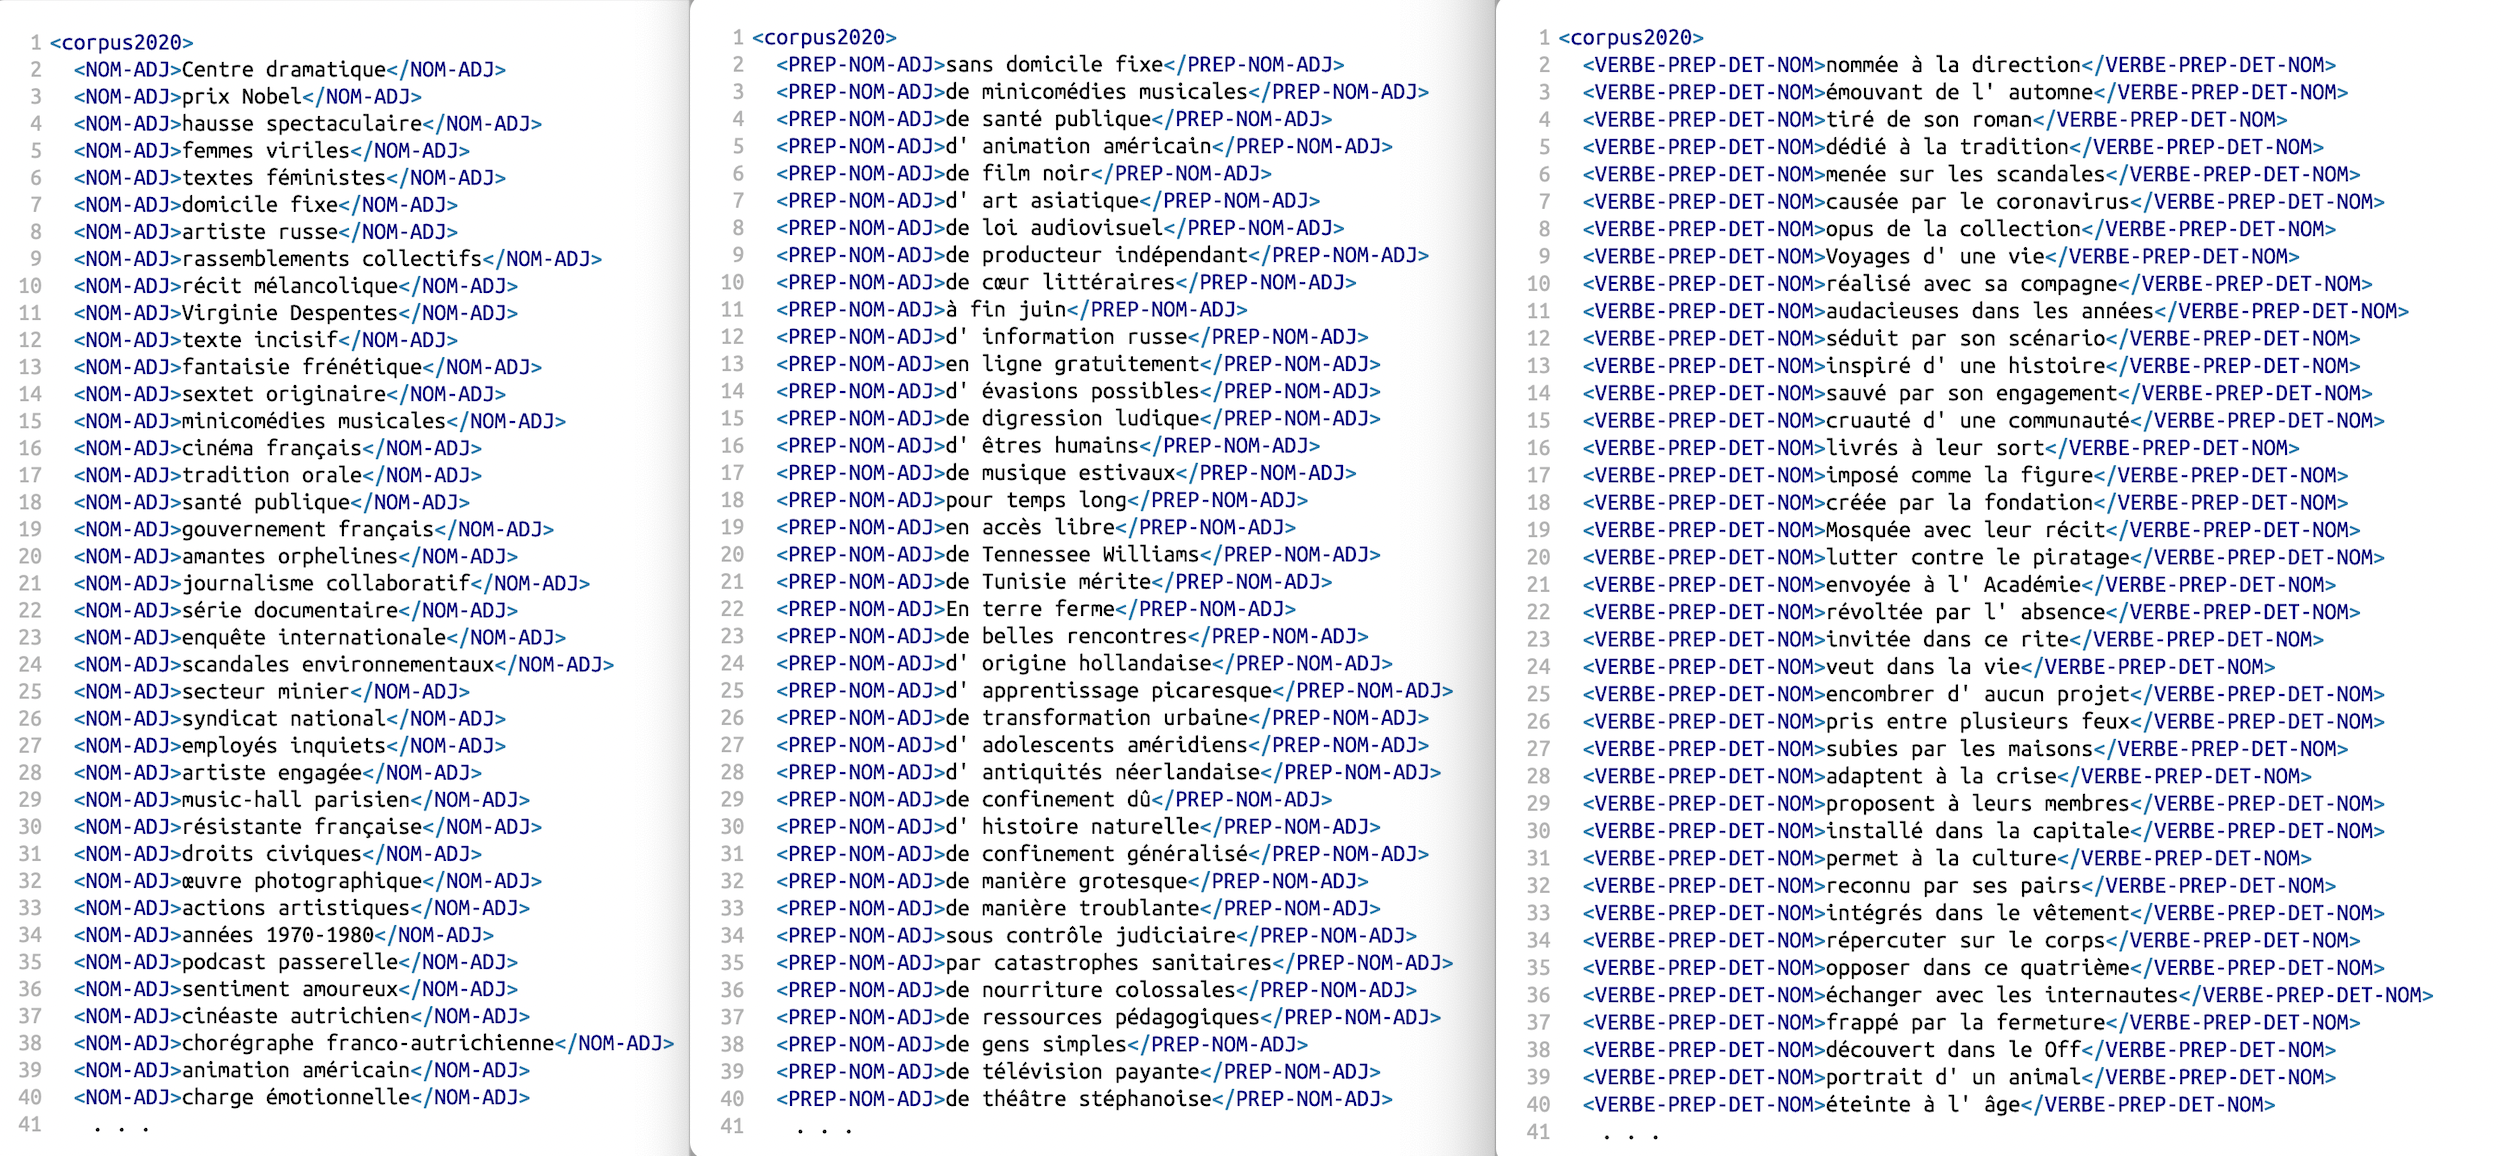 1 <corpus2020>
2 <NOM-ADJ>Centre dramatique</NOM-ADJ>
3 <NOM-ADJ>prix Nobel</NOM-ADJ>
4 <NOM-ADJ>hausse spectaculaire</NOM-ADJ>
5 <NOM-ADJ>femmes viriles</NOM-ADJ>
6 <NOM-ADJ>textes féministes</NOM-ADJ>
7 <NOM-ADJ>domicile fixe</NOM-ADJ>
8 <NOM-ADJ>artiste russe</NOM-ADJ>
9 <NOM-ADJ>rassemblements collectifs</NOM-ADJ>
10 <NOM-ADJ>récit mélancolique</NOM-ADJ>
11 <NOM-ADJ>Virginie Despentes</NOM-ADJ>
12 <NOM-ADJ>texte incisif</NOM-ADJ>
13 <NOM-ADJ>fantaisie frénétique</NOM-ADJ>
14 <NOM-ADJ>sextet originaire</NOM-ADJ>
15 <NOM-ADJ>minicomédies musicales</NOM-ADJ>
16 <NOM-ADJ>cinéma français</NOM-ADJ>
17 <NOM-ADJ>tradition orale</NOM-ADJ>
18 <NOM-ADJ>santé publique</NOM-ADJ>
19 <NOM-ADJ>gouvernement français</NOM-ADJ>
20 <NOM-ADJ>amantes orphelines</NOM-ADJ>
21 <NOM-ADJ>journalisme collaboratif</NOM-ADJ>
22 <NOM-ADJ>série documentaire</NOM-ADJ>
23 <NOM-ADJ>enquête internationale</NOM-ADJ>
24 <NOM-ADJ>scandales environnementaux</NOM-ADJ>
25 <NOM-ADJ>secteur minier</NOM-ADJ>
26 <NOM-ADJ>syndicat national</NOM-ADJ>
27 <NOM-ADJ>employés inquiets</NOM-ADJ>
28 <NOM-ADJ>artiste engagée</NOM-ADJ>
29 <NOM-ADJ>music-hall parisien</NOM-ADJ>
30 <NOM-ADJ>résistante française</NOM-ADJ>
31 <NOM-ADJ>droits civiques</NOM-ADJ>
32 <NOM-ADJ>œuvre photographique</NOM-ADJ>
33 <NOM-ADJ>actions artistiques</NOM-ADJ>
34 <NOM-ADJ>années 1970-1980</NOM-ADJ>
35 <NOM-ADJ>podcast passerelle</NOM-ADJ>
36 <NOM-ADJ>sentiment amoureux</NOM-ADJ>
37 <NOM-ADJ>cinéaste autrichien</NOM-ADJ>
38 <NOM-ADJ>chorégraphe franco-autrichienne</NOM-ADJ>
39 <NOM-ADJ>animation américain</NOM-ADJ>
40 <NOM-ADJ>charge émotionnelle</NOM-ADJ>
41 . . .
1 <corpus2020>
2 <PREP-NOM-ADJ>sans domicile fixe</PREP-NOM-ADJ>
3 <PREP-NOM-ADJ>de minicomédies musicales</PREP-NOM-ADJ>
4 <PREP-NOM-ADJ>de santé publique</PREP-NOM-ADJ>
5 <PREP-NOM-ADJ>d' animation américain</PREP-NOM-ADJ>
6 <PREP-NOM-ADJ>de film noir</PREP-NOM-ADJ>
7 <PREP-NOM-ADJ>d' art asiatique</PREP-NOM-ADJ>
8 <PREP-NOM-ADJ>de loi audiovisuel</PREP-NOM-ADJ>
9 <PREP-NOM-ADJ>de producteur indépendant</PREP-NOM-ADJ>
10 <PREP-NOM-ADJ>de cœur littéraires</PREP-NOM-ADJ>
11 <PREP-NOM-ADJ>à fin juin</PREP-NOM-ADJ>
12 <PREP-NOM-ADJ>d' information russe</PREP-NOM-ADJ>
13 <PREP-NOM-ADJ>en ligne gratuitement</PREP-NOM-ADJ>
14 <PREP-NOM-ADJ>d' évasions possibles</PREP-NOM-ADJ>
15 <PREP-NOM-ADJ>de digression ludique</PREP-NOM-ADJ>
16 <PREP-NOM-ADJ>d' êtres humains</PREP-NOM-ADJ>
17 <PREP-NOM-ADJ>de musique estivaux</PREP-NOM-ADJ>
18 <PREP-NOM-ADJ>pour temps long</PREP-NOM-ADJ>
19 <PREP-NOM-ADJ>en accès libre</PREP-NOM-ADJ>
20 <PREP-NOM-ADJ>de Tennessee Williams</PREP-NOM-ADJ>
21 <PREP-NOM-ADJ>de Tunisie mérite</PREP-NOM-ADJ>
22 <PREP-NOM-ADJ>En terre ferme</PREP-NOM-ADJ>
23 <PREP-NOM-ADJ>de belles rencontres</PREP-NOM-ADJ>
24 <PREP-NOM-ADJ>d' origine hollandaise</PREP-NOM-ADJ>
25 <PREP-NOM-ADJ>d' apprentissage picaresque</PREP-NOM-ADJ>
26 <PREP-NOM-ADJ>de transformation urbaine</PREP-NOM-ADJ>
27 <PREP-NOM-ADJ>d' adolescents améridiens</PREP-NOM-ADJ>
28 <PREP-NOM-ADJ>d' antiquités néerlandaise</PREP-NOM-ADJ>
29 <PREP-NOM-ADJ>de confinement dû</PREP-NOM-ADJ>
30 <PREP-NOM-ADJ>d' histoire naturelle</PREP-NOM-ADJ>
31 <PREP-NOM-ADJ>de confinement généralisé</PREP-NOM-ADJ>
32 <PREP-NOM-ADJ>de manière grotesque</PREP-NOM-ADJ>
33 <PREP-NOM-ADJ>de manière troublante</PREP-NOM-ADJ>
34 <PREP-NOM-ADJ>sous contrôle judiciaire</PREP-NOM-ADJ>
35 <PREP-NOM-ADJ>par catastrophes sanitaires</PREP-NOM-ADJ>
36 <PREP-NOM-ADJ>de nourriture colossales</PREP-NOM-ADJ>
37 <PREP-NOM-ADJ>de ressources pédagogiques</PREP-NOM-ADJ>
38 <PREP-NOM-ADJ>de gens simples</PREP-NOM-ADJ>
39 <PREP-NOM-ADJ>de télévision payante</PREP-NOM-ADJ>
40 <PREP-NOM-ADJ>de théâtre stéphanoise</PREP-NOM-ADJ>
41 . . .
1 <corpus2020>
2 <VERBE-PREP-DET-NOM>nommée à la direction</VERBE-PREP-DET-NOM>
3 <VERBE-PREP-DET-NOM>émouvant de l' automne</VERBE-PREP-DET-NOM>
4 <VERBE-PREP-DET-NOM>tiré de son roman</VERBE-PREP-DET-NOM>
5 <VERBE-PREP-DET-NOM>dédié à la tradition</VERBE-PREP-DET-NOM>
6 <VERBE-PREP-DET-NOM>menée sur les scandales</VERBE-PREP-DET-NOM>
7 <VERBE-PREP-DET-NOM>causée par le coronavirus</VERBE-PREP-DET-NOM>
8 <VERBE-PREP-DET-NOM>opus de la collection</VERBE-PREP-DET-NOM>
9 <VERBE-PREP-DET-NOM>Voyages d' une vie</VERBE-PREP-DET-NOM>
10 <VERBE-PREP-DET-NOM>réalisé avec sa compagne</VERBE-PREP-DET-NOM>
11 <VERBE-PREP-DET-NOM>audacieuses dans les années</VERBE-PREP-DET-NOM>
12 <VERBE-PREP-DET-NOM>séduit par son scénario</VERBE-PREP-DET-NOM>
13 <VERBE-PREP-DET-NOM>inspiré d' une histoire</VERBE-PREP-DET-NOM>
14 <VERBE-PREP-DET-NOM>sauvé par son engagement</VERBE-PREP-DET-NOM>
15 <VERBE-PREP-DET-NOM>cruauté d' une communauté</VERBE-PREP-DET-NOM>
16 <VERBE-PREP-DET-NOM>livrés à leur sort</VERBE-PREP-DET-NOM>
17 <VERBE-PREP-DET-NOM>imposé comme la figure</VERBE-PREP-DET-NOM>
18 <VERBE-PREP-DET-NOM>créée par la fondation</VERBE-PREP-DET-NOM>
19 <VERBE-PREP-DET-NOM>Mosquée avec leur récit</VERBE-PREP-DET-NOM>
20 <VERBE-PREP-DET-NOM>lutter contre le piratage</VERBE-PREP-DET-NOM>
21 <VERBE-PREP-DET-NOM>envoyée à l' Académie</VERBE-PREP-DET-NOM>
22 <VERBE-PREP-DET-NOM>révoltée par l' absence</VERBE-PREP-DET-NOM>
23 <VERBE-PREP-DET-NOM>invitée dans ce rite</VERBE-PREP-DET-NOM>
24 <VERBE-PREP-DET-NOM>veut dans la vie</VERBE-PREP-DET-NOM>
25 <VERBE-PREP-DET-NOM>encombrer d' aucun projet</VERBE-PREP-DET-NOM>
26 <VERBE-PREP-DET-NOM>pris entre plusieurs feux</VERBE-PREP-DET-NOM>
27 <VERBE-PREP-DET-NOM>subies par les maisons</VERBE-PREP-DET-NOM>
28 <VERBE-PREP-DET-NOM>adaptent à la crise</VERBE-PREP-DET-NOM>
29 <VERBE-PREP-DET-NOM>proposent à leurs membres</VERBE-PREP-DET-NOM>
30 <VERBE-PREP-DET-NOM>installé dans la capitale</VERBE-PREP-DET-NOM>
31 <VERBE-PREP-DET-NOM>permet à la culture</VERBE-PREP-DET-NOM>
32 <VERBE-PREP-DET-NOM>reconnu par ses pairs</VERBE-PREP-DET-NOM>
33 <VERBE-PREP-DET-NOM>intégrés dans le vêtement</VERBE-PREP-DET-NOM>
34 <VERBE-PREP-DET-NOM>répercuter sur le corps</VERBE-PREP-DET-NOM>
35 <VERBE-PREP-DET-NOM>opposer dans ce quatrième</VERBE-PREP-DET-NOM>
36 <VERBE-PREP-DET-NOM>échanger avec les internautes</VERBE-PREP-DET-NOM>
37 <VERBE-PREP-DET-NOM>frappé par la fermeture</VERBE-PREP-DET-NOM>
38 <VERBE-PREP-DET-NOM>découvert dans le Off</VERBE-PREP-DET-NOM>
39 <VERBE-PREP-DET-NOM>portrait d' un animal</VERBE-PREP-DET-NOM>
40 <VERBE-PREP-DET-NOM>éteinte à l' âge</VERBE-PREP-DET-NOM>
41 . . .